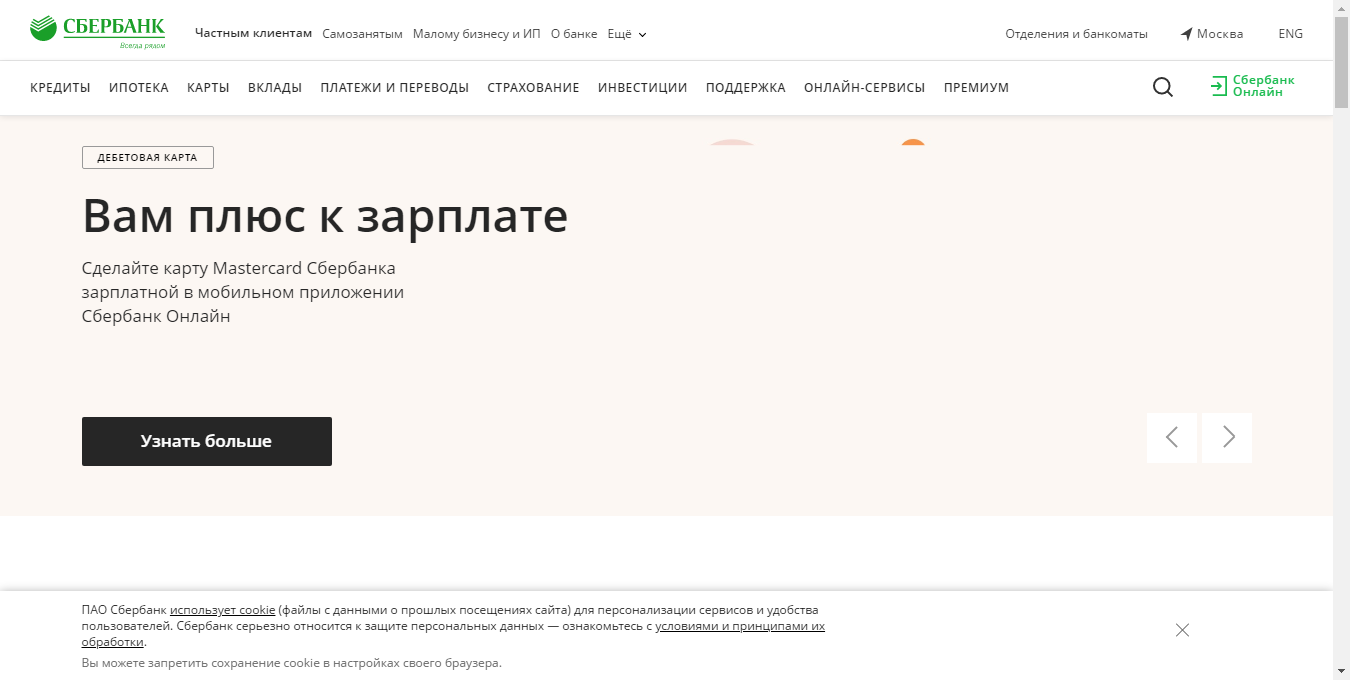 СБЕРБАНК
Всегда рядом
Частным клиентам Самозанятым Малому бизнесу и ИП О банке Ещё
Отделения и банкоматы Москва ENG
КРЕДИТЫ ИПОТЕКА КАРТЫ ВКЛАДЫ ПЛАТЕЖИ И ПЕРЕВОДЫ СТРАХОВАНИЕ ИНВЕСТИЦИИ ПОДДЕРЖКА ОНЛАЙН-СЕРВИСЫ ПРЕМИУМ
Сбербанк
Онлайн
ДЕБЕТОВАЯ КАРТА
Вам плюс к зарплате
Сделайте карту Mastercard Сбербанка
зарплатной в мобильном приложении
Сбербанк Онлайн
Узнать больше
ПАО Сбербанк использует cookie (файлы с данными о прошлых посещениях сайта) для персонализации сервисов и удобства
пользователей. Сбербанк серьезно относится к защите персональных данных — ознакомьтесь с условиями и принципами их
обработки.
Вы можете запретить сохранение cookie в настройках своего браузера.